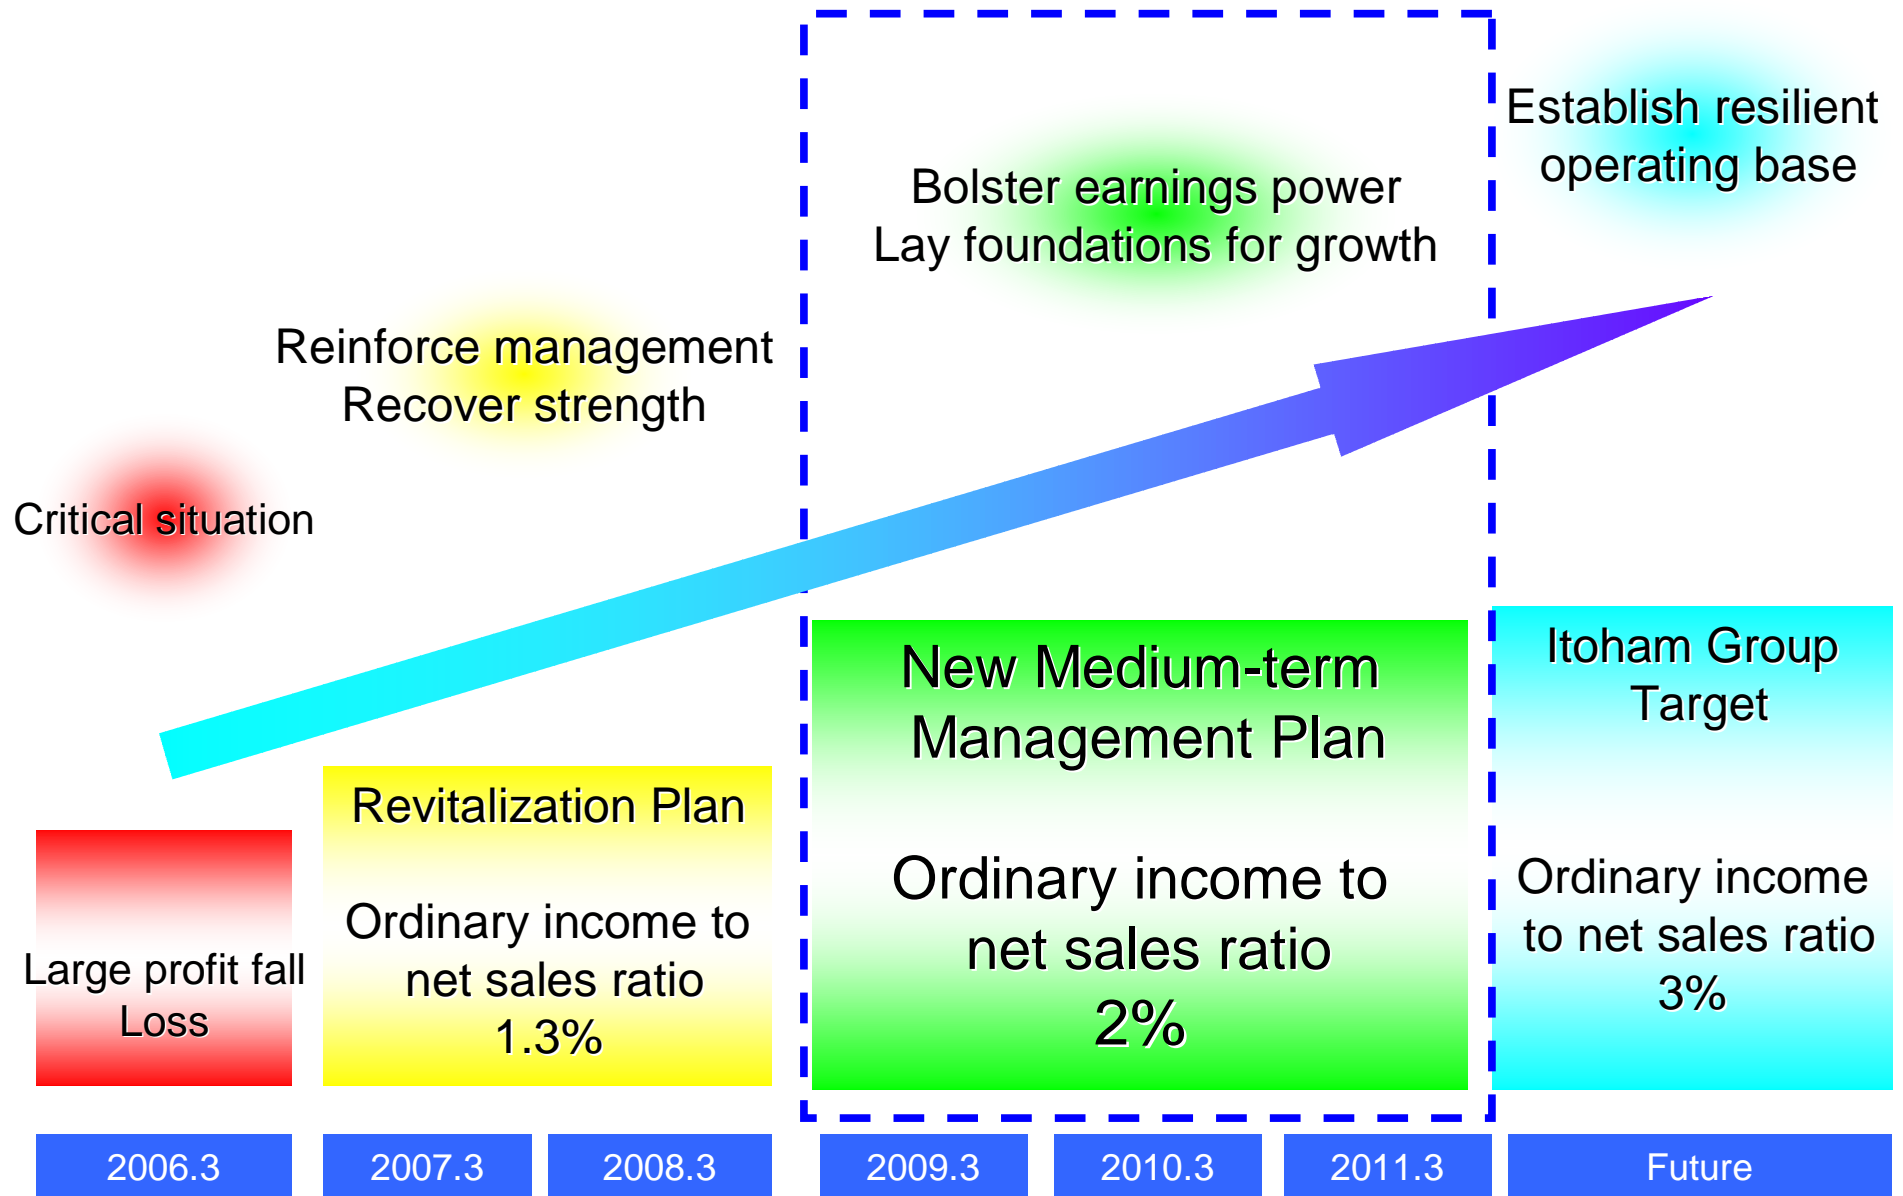 Establish resilient
operating base
Bolster earnings power
Lay foundations for growth
Reinforce management
Recover strength
Critical situation
Large profit fall
Loss
Revitalization Plan
Ordinary income to
net sales ratio
1.3%
New Medium-term
Management Plan
Ordinary income to
net sales ratio
2%
Itoham Group
Target
Ordinary income
to net sales ratio
3%
2006.3
2007.3
2008.3
2009.3
2010.3
2011.3
Future